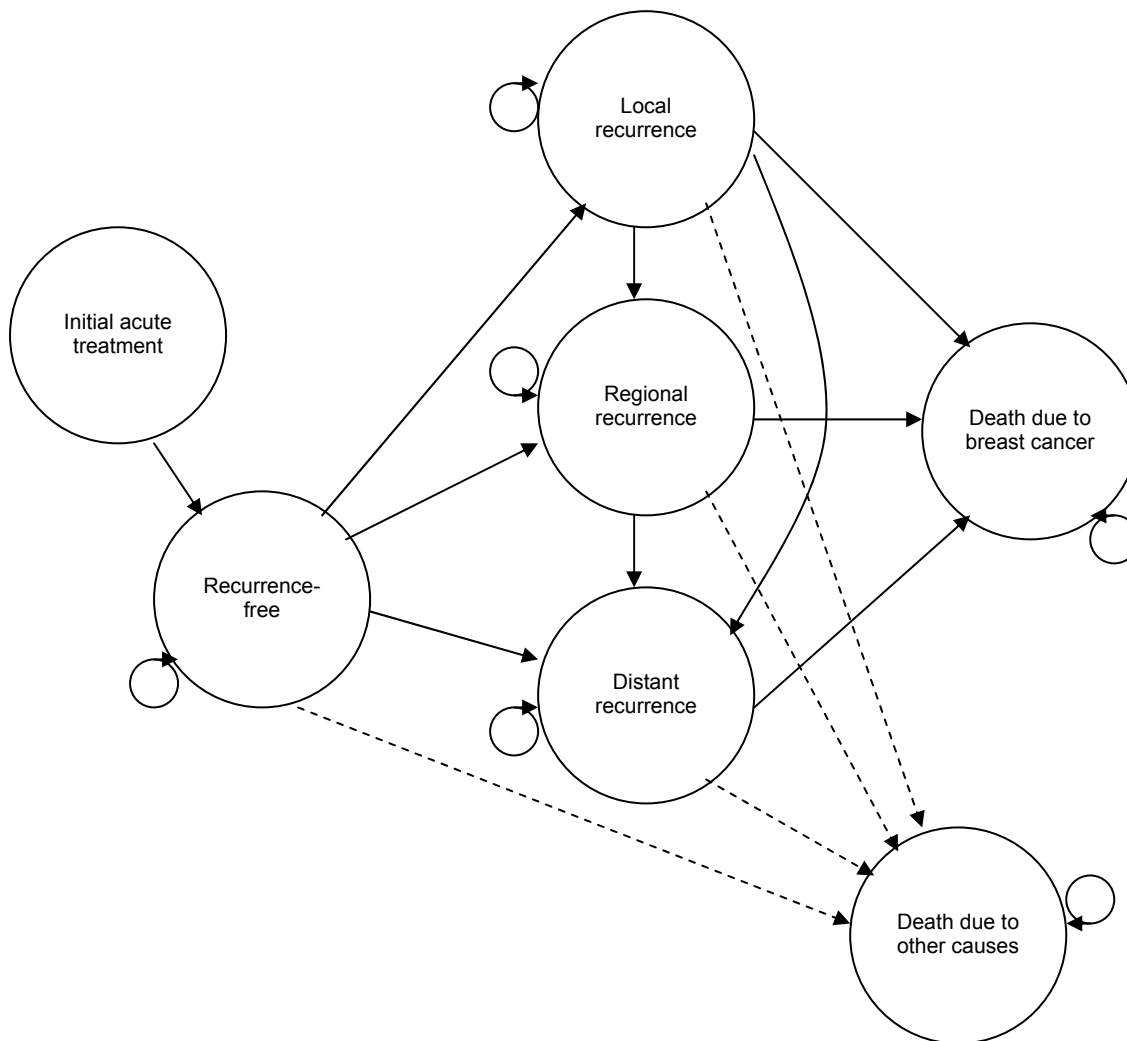 Local
recurrence
Initial acute
treatment
Regional
recurrence
Death due to
breast cancer
Recurrence-
free
Distant
recurrence
Death due to
other causes